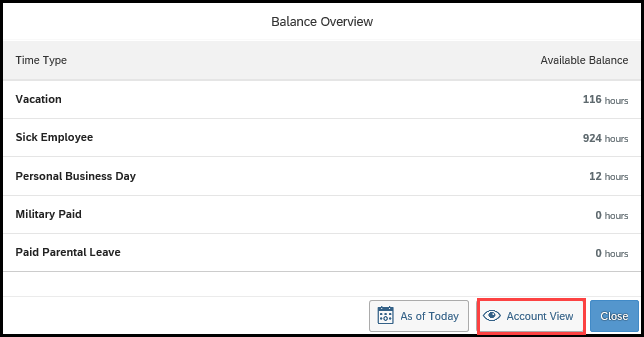 Balance Overview
Time Type Available Balance
Vacation 116 hours
Sick Employee 924 hours
Personal Business Day 12 hours
Military Paid 0 hours
Paid Parental Leave 0 hours
As of Today Account View Close